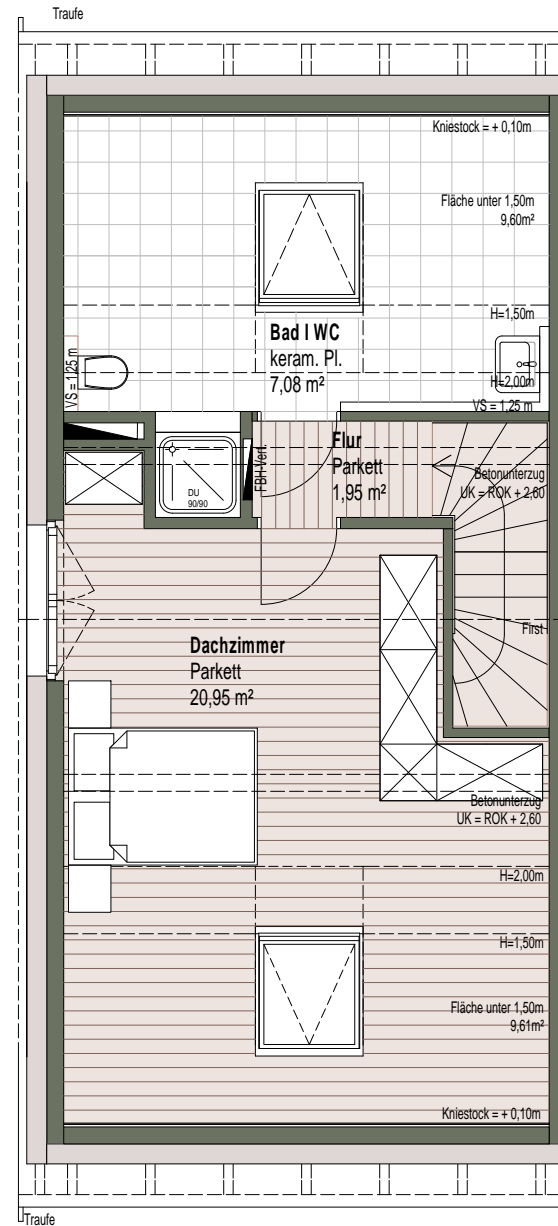 Traufe
Kniestock = + 0,10m
Fläche unter 1,50m
9,60m²
H=1,50m
Bad I WC
keram. Pl.
7,08 m²
VS = 1,25 m
H=2,00m
VS = 1,25 m
Flur
Parkett
1,95 m²
FBH-Vert.
Betonunterzug
UK = ROK + 2,60
DU
90/90
First
Dachzimmer
Parkett
20,95 m²
Betonunterzug
UK = ROK + 2,60
H=2,00m
H=1,50m
Fläche unter 1,50m
9,61m²
Kniestock = + 0,10m
Traufe